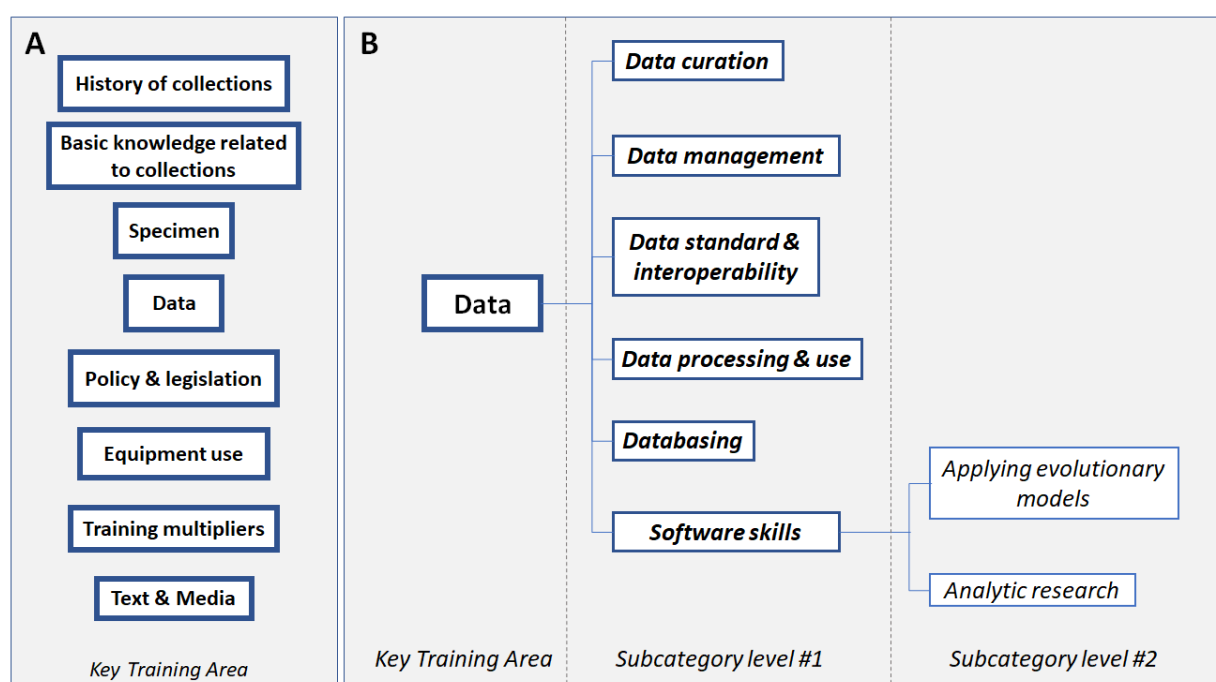 A
History of collections
Basic knowledge related
to collections
Specimen
Data
Policy & legislation
Equipment use
Training multipliers
Text & Media
Key Training Area
B
Data
Data curation
Data management
Data standard &
interoperability
Data processing & use
Databasing
Software skills
Applying evolutionary
models
Analytic research
Key Training Area
Subcategory level #1
Subcategory level #2